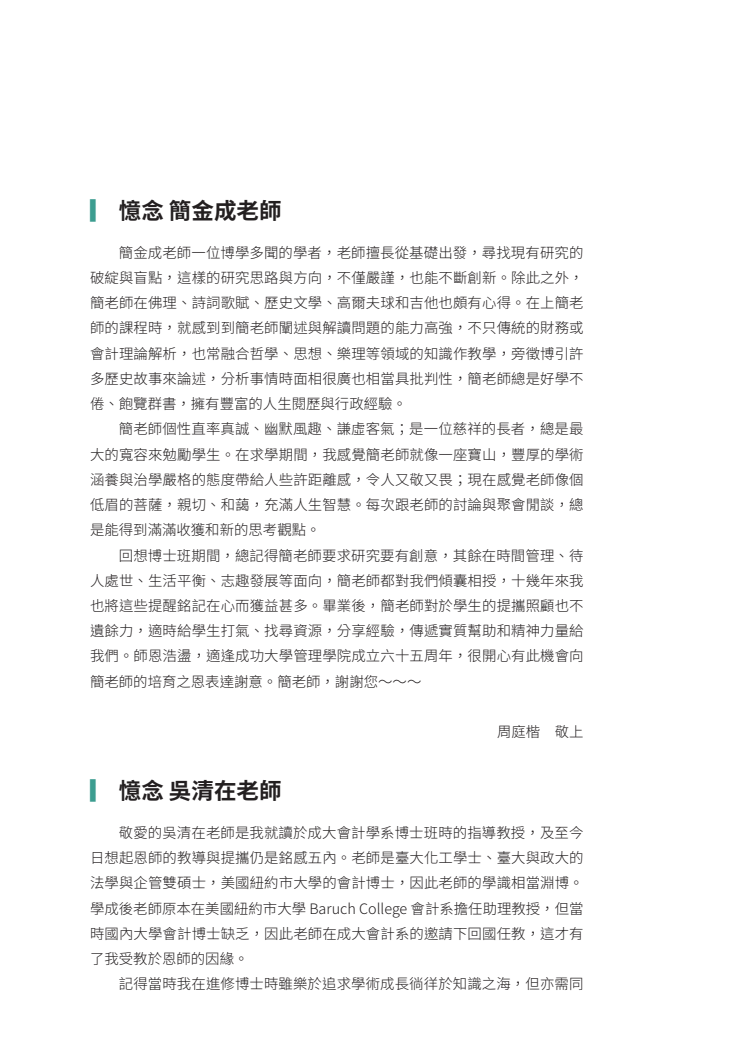 憶念 簡金成老師
簡金成老師一位博學多聞的學者，老師擅長從基礎出發，尋找現有研究的
破綻與盲點，這樣的研究思路與方向，不僅嚴謹，也能不斷創新。除此之外，
簡老師在佛理、詩詞歌賦、歷史文學、高爾夫球和吉他也頗有心得。在上簡老
師的課程時，就感到到簡老師闡述與解讀問題的能力高強，不只傳統的財務或
會計理論解析，也常融合哲學、思想、樂理等領域的知識作教學，旁徵博引許
多歷史故事來論述，分析事情時面相很廣也相當具批判性，簡老師總是好學不
倦、飽覽群書，擁有豐富的人生閱歷與行政經驗。
簡老師個性直率真誠、幽默風趣、謙虛客氣；是一位慈祥的長者，總是最
大的寬容來勉勵學生。在求學期間，我感覺簡老師就像一座寶山，豐厚的學術
涵養與治學嚴格的態度帶給人些許距離感，令人又敬又畏；現在感覺老師像個
低眉的菩薩，親切、和藹，充滿人生智慧。每次跟老師的討論與聚會閒談，總
是能得到滿滿收獲和新的思考觀點。
回想博士班期間，總記得簡老師要求研究要有創意，其餘在時間管理、待
人處世、生活平衡、志趣發展等面向，簡老師都對我們傾囊相授，十幾年來我
也將這些提醒銘記在心而獲益甚多。畢業後，簡老師對於學生的提攜照顧也不
遺餘力，適時給學生打氣、找尋資源，分享經驗，傳遞實質幫助和精神力量給
我們。師恩浩盪，適逢成功大學管理學院成立六十五周年，很開心有此機會向
簡老師的培育之恩表達謝意。簡老師，謝謝您～～～
周庭楷　敬上
憶念 吳清在老師
敬愛的吳清在老師是我就讀於成大會計學系博士班時的指導教授，及至今
日想起恩師的教導與提攜仍是銘感五內。老師是臺大化工學士、臺大與政大的
法學與企管雙碩士，美國紐約市大學的會計博士，因此老師的學識相當淵博。
學成後老師原本在美國紐約市大學 Baruch College 會計系擔任助理教授，但當
時國內大學會計博士缺乏，因此老師在成大會計系的邀請下回國任教，這才有
了我受教於恩師的因緣。
記得當時我在進修博士時雖樂於追求學術成長徜徉於知識之海，但亦需同